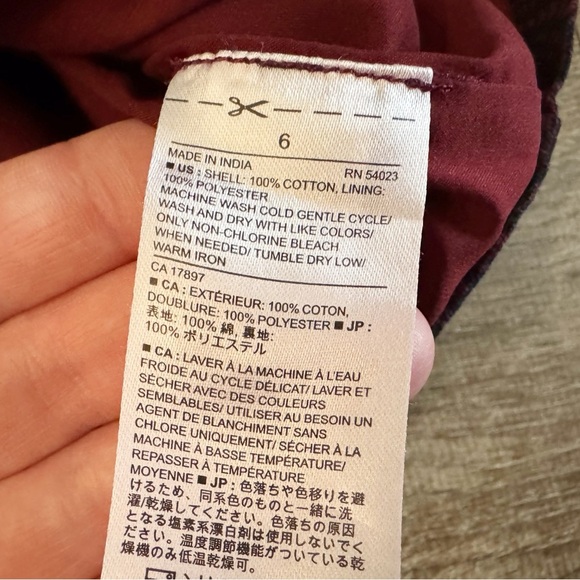 6
MADE IN INDIA RN 54023
■ US : SHELL: 100% COTTON, LINING:
100% POLYESTER
MACHINE WASH COLD GENTLE CYCLE/
WASH AND DRY WITH LIKE COLORS/
ONLY NON-CHLORINE BLEACH
WHEN NEEDED/ TUMBLE DRY LOW/
WARM IRON
CA 17897
■ CA : EXTÉRIEUR: 100% COTON,
DOUBLURE: 100% POLYESTER ■ JP :
表地: 100% 綿, 裏地:
100% ポリエステル
■ CA : LAVER À LA MACHINE À L'EAU
FROIDE AU CYCLE DÉLICAT/ LAVER ET
SÉCHER AVEC DES COULEURS
SEMBLABLES/ UTILISER AU BESOIN UN
AGENT DE BLANCHIMENT SANS
CHLORE UNIQUEMENT/ SÉCHER À LA
MACHINE À BASSE TEMPÉRATURE/
REPASSER À TEMPÉRATURE
MOYENNE ■ JP : 色落ちや色移りを避
けるため、同系色のものと一緒に洗
濯/乾燥してください。色落ちの原因
となる塩素系漂白剤は使用しないでく
ださい。温度調節機能がついている乾
燥機のみ低温乾燥可。